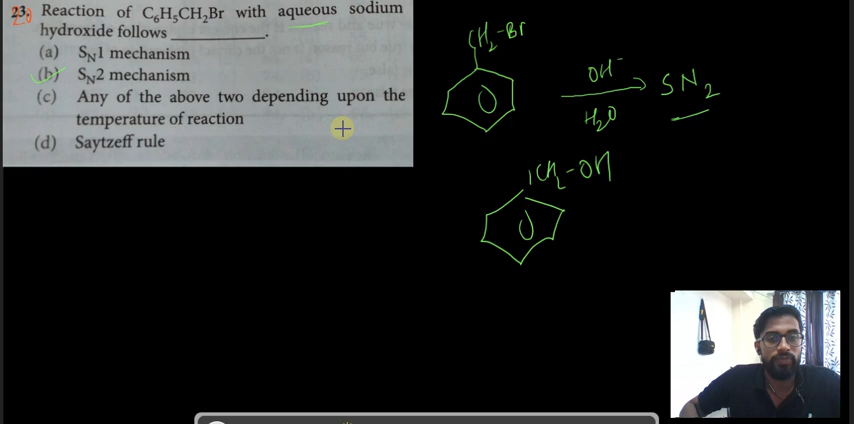 23. Reaction of C₆H₅CH₂Br with aqueous sodium
hydroxide follows ____________.
(a) SN1 mechanism
(b) SN2 mechanism
(c) Any of the above two depending upon the
temperature of reaction
(d) Saytzeff rule
CH₂-Br
OH⁻
H₂O
SN₂
CH₂-OH